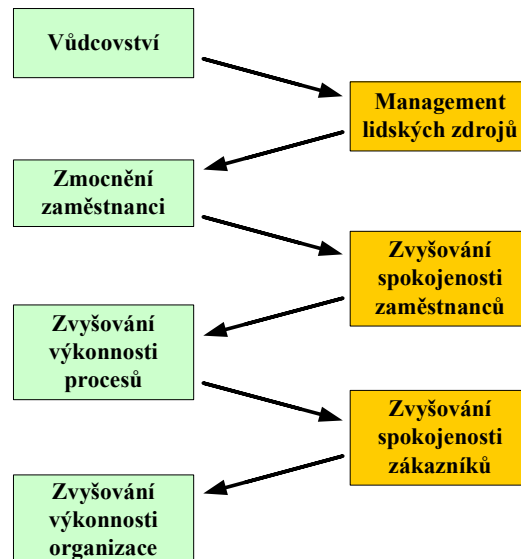 Vůdcovství
Management
lidských zdrojů
Zmocnění
zaměstnanci
Zvyšování
spokojenosti
zaměstnanců
Zvyšování
výkonnosti
procesů
Zvyšování
spokojenosti
zákazníků
Zvyšování
výkonnosti
organizace